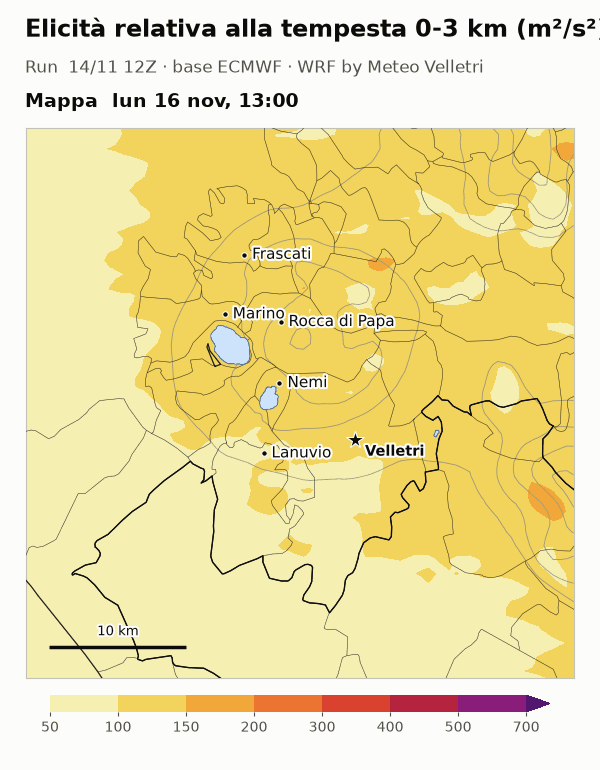 Elicità relativa alla tempesta 0-3 km (m²/s²)
Run 14/11 12Z · base ECMWF · WRF by Meteo Velletri
Mappa lun 16 nov, 13:00
Frascati
Marino
Rocca di Papa
Nemi
Velletri
Lanuvio
10 km
50 100 150 200 300 400 500 700